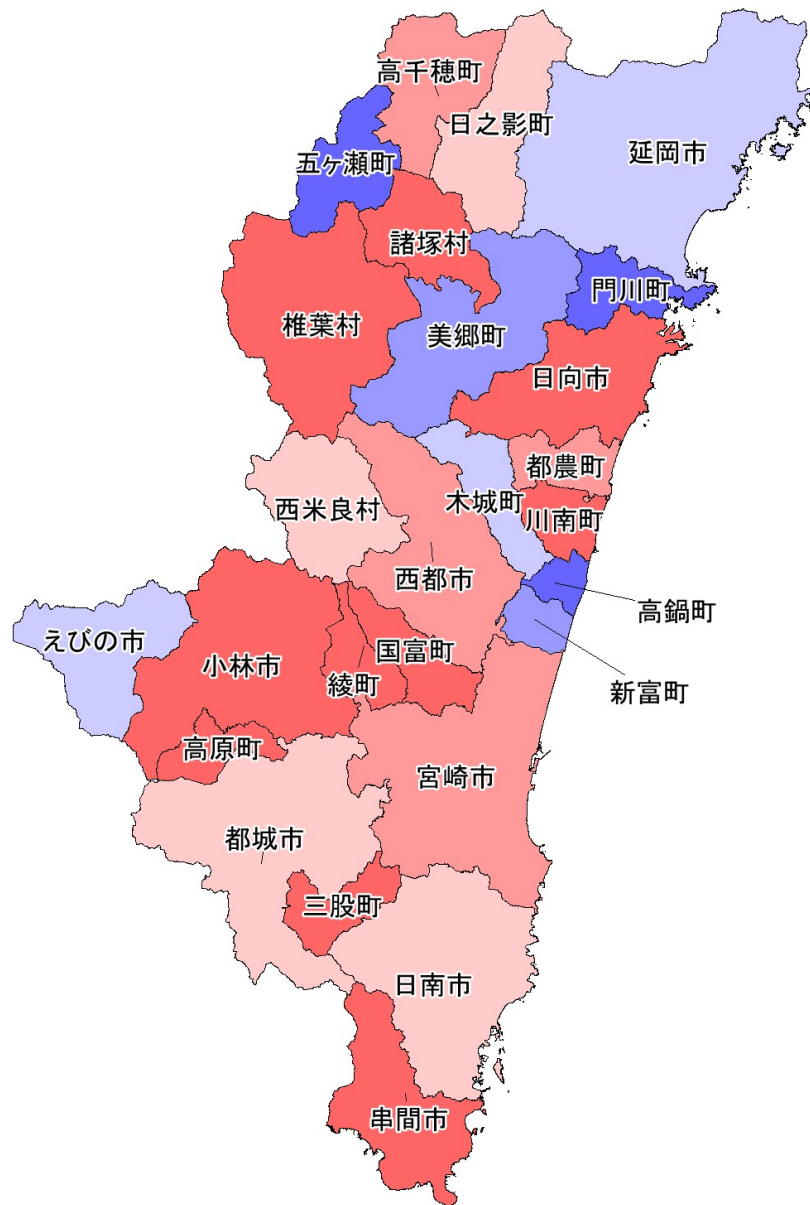 高千穂町
日之影町
延岡市
五ヶ瀬町
諸塚村
門川町
椎葉村
美郷町
日向市
都農町
西米良村
木城町
川南町
西都市
高鍋町
えびの市
国富町
小林市
綾町
新富町
高原町
宮崎市
都城市
三股町
日南市
串間市